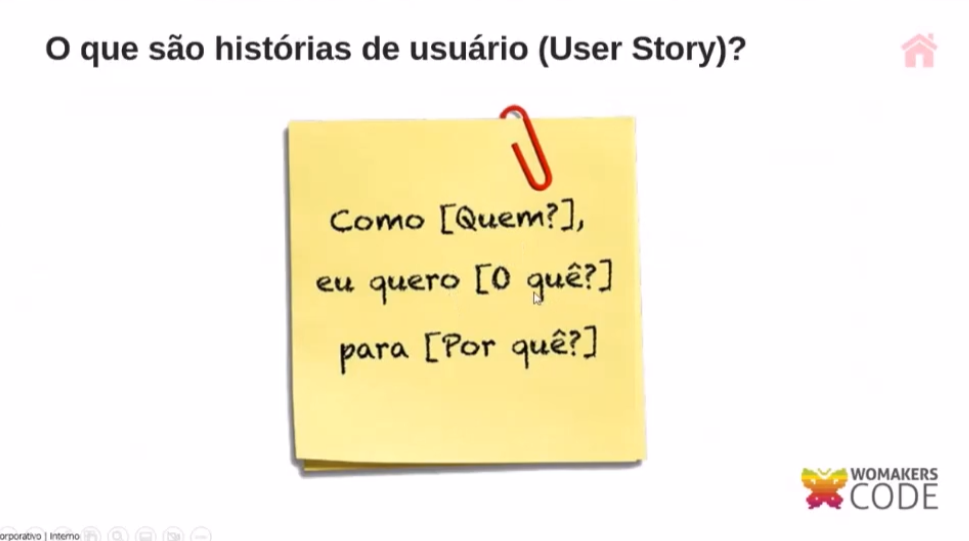 O que são histórias de usuário (User Story)?
Como [Quem?],
eu quero [O quê?]
para [Por quê?]
WOMAKERS
CODE
orporativo | Interno